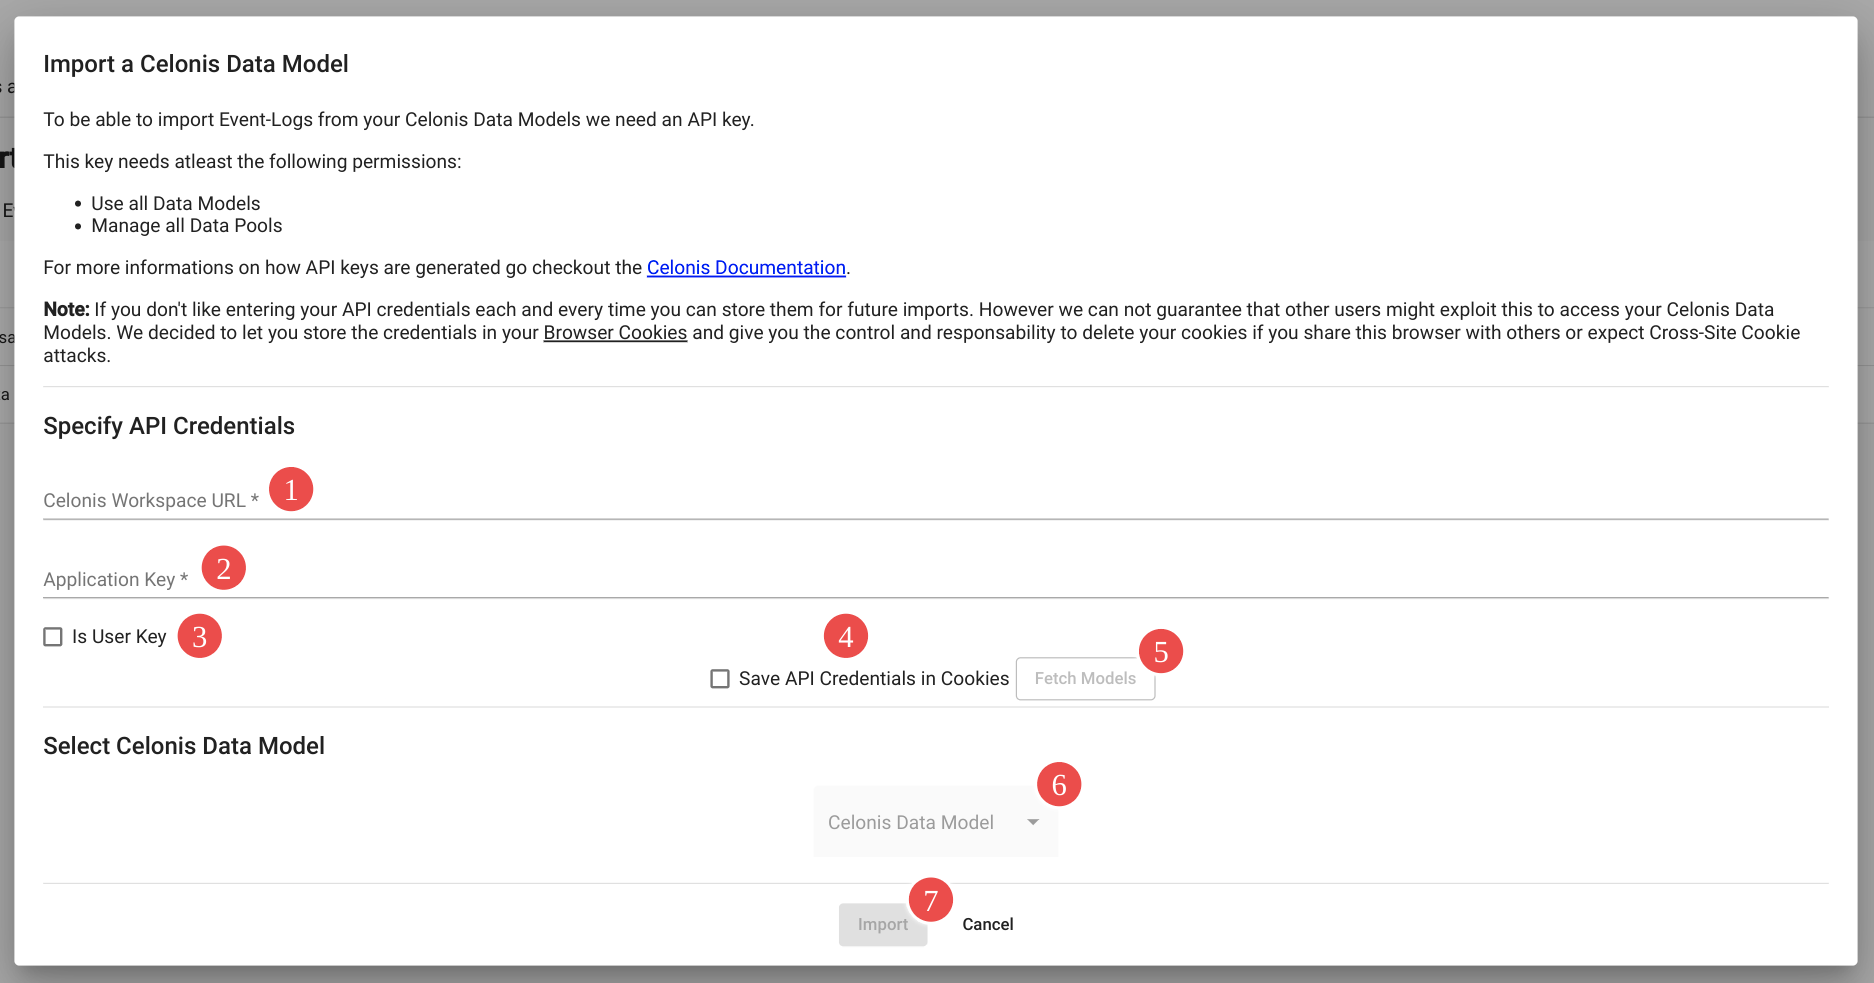 Import a Celonis Data Model
To be able to import Event-Logs from your Celonis Data Models we need an API key.
This key needs atleast the following permissions:
• Use all Data Models
• Manage all Data Pools
For more informations on how API keys are generated go checkout the Celonis Documentation.
Note: If you don't like entering your API credentials each and every time you can store them for future imports. However we can not guarantee that other users might exploit this to access your Celonis Data
Models. We decided to let you store the credentials in your Browser Cookies and give you the control and responsability to delete your cookies if you share this browser with others or expect Cross-Site Cookie
attacks.
Specify API Credentials
Celonis Workspace URL * 1
Application Key * 2
Is User Key 3
4
5
Save API Credentials in Cookies Fetch Models
Select Celonis Data Model
6
Celonis Data Model
7
Import Cancel